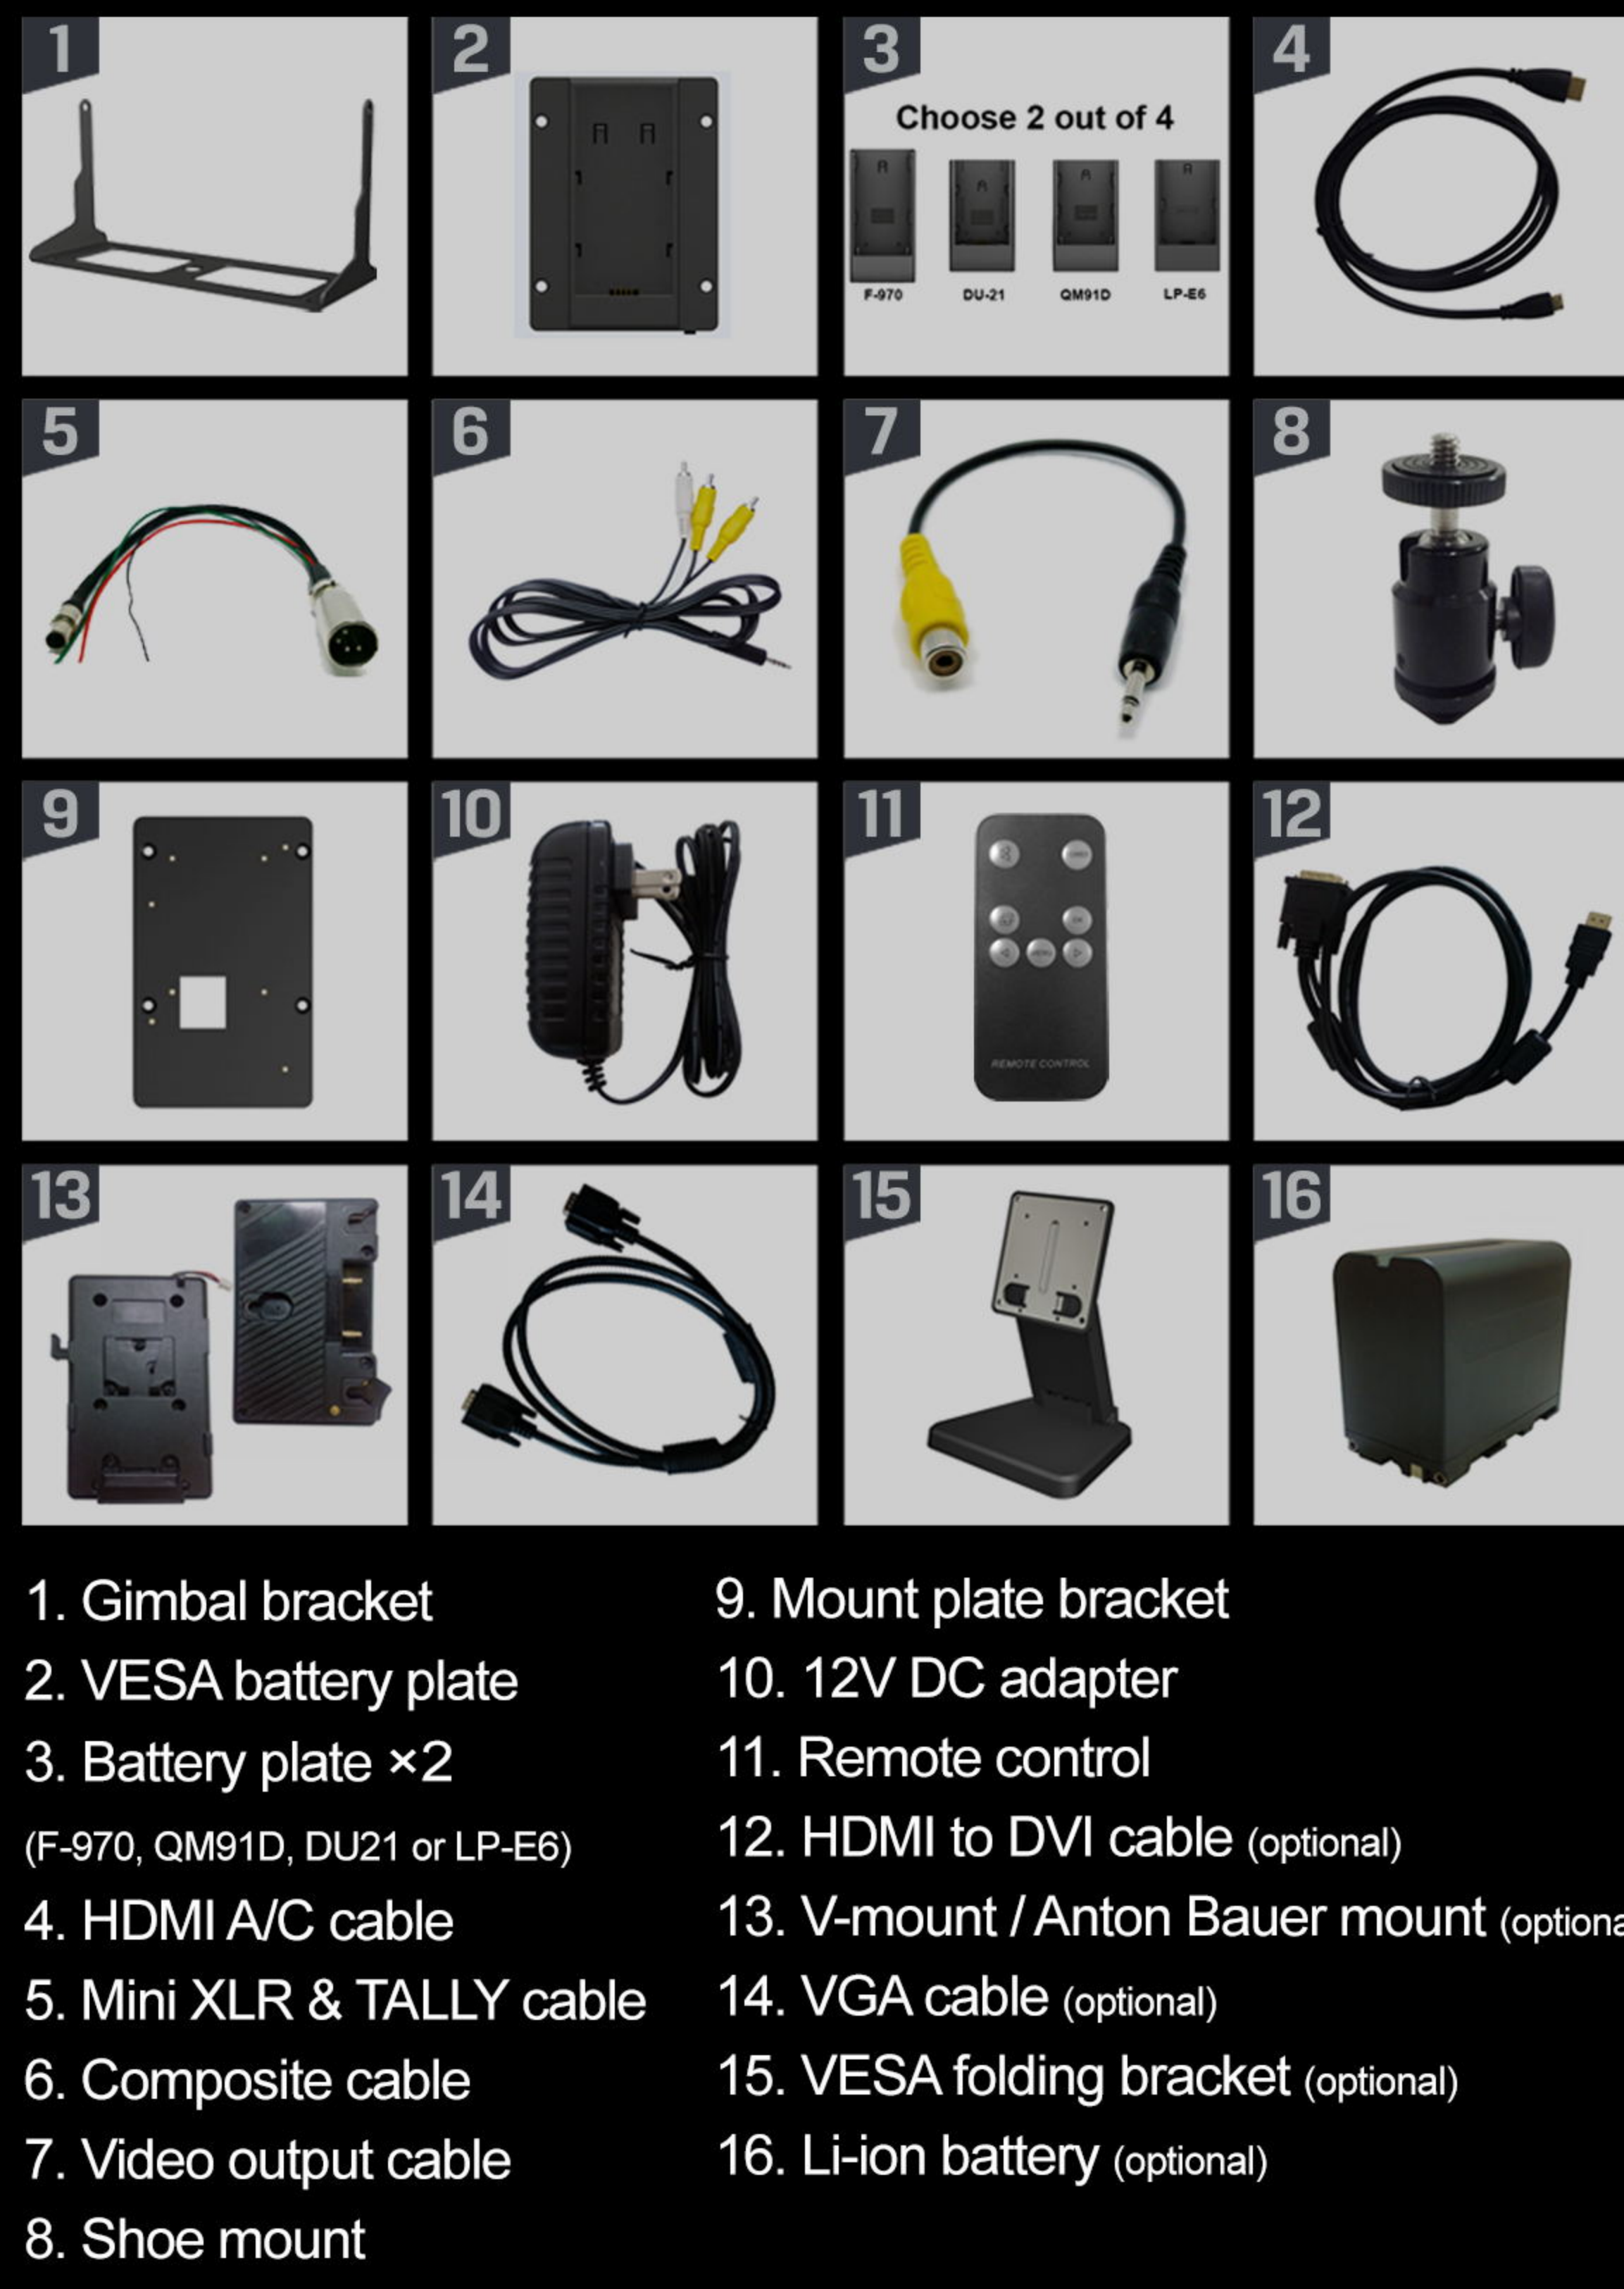 1
2
3
4
Choose 2 out of 4
F-970
DU-21
QM91D
LP-E6
5
6
7
8
9
10
11
12
OK
MENU
REMOTE CONTROL
13
14
15
16
1. Gimbal bracket
2. VESA battery plate
3. Battery plate ×2
(F-970, QM91D, DU21 or LP-E6)
4. HDMI A/C cable
5. Mini XLR & TALLY cable
6. Composite cable
7. Video output cable
8. Shoe mount
9. Mount plate bracket
10. 12V DC adapter
11. Remote control
12. HDMI to DVI cable (optional)
13. V-mount / Anton Bauer mount (optiona
14. VGA cable (optional)
15. VESA folding bracket (optional)
16. Li-ion battery (optional)